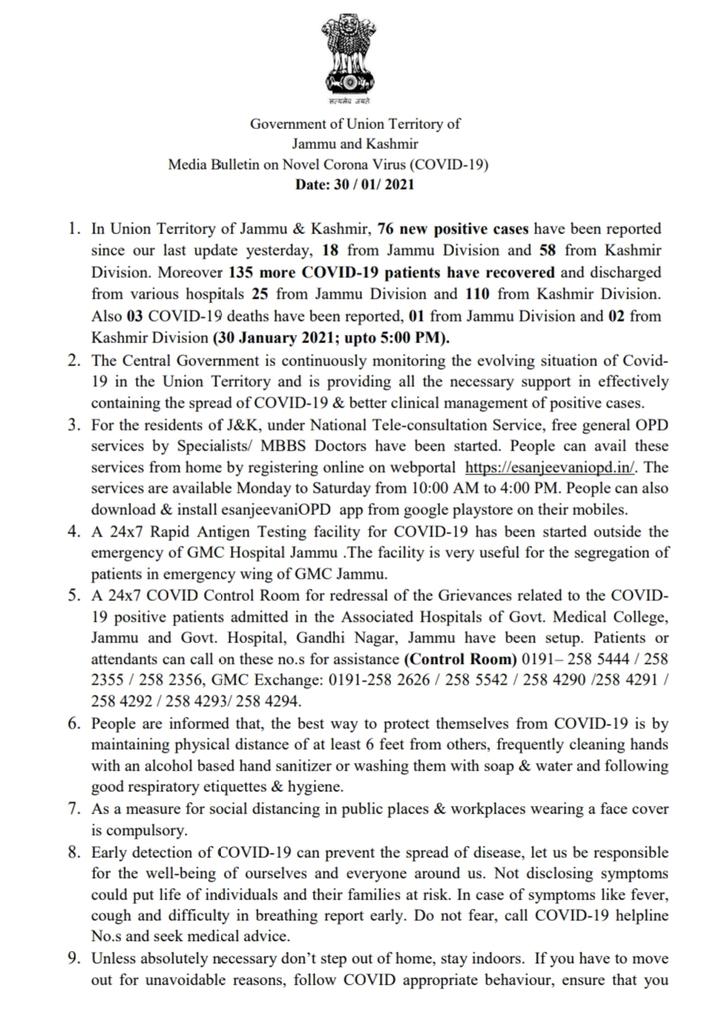 सत्यमेव जयते
Government of Union Territory of
Jammu and Kashmir
Media Bulletin on Novel Corona Virus (COVID-19)
Date: 30 / 01/ 2021
1. In Union Territory of Jammu & Kashmir, 76 new positive cases have been reported
since our last update yesterday, 18 from Jammu Division and 58 from Kashmir
Division. Moreover 135 more COVID-19 patients have recovered and discharged
from various hospitals 25 from Jammu Division and 110 from Kashmir Division.
Also 03 COVID-19 deaths have been reported, 01 from Jammu Division and 02 from
Kashmir Division (30 January 2021; upto 5:00 PM).
2. The Central Government is continuously monitoring the evolving situation of Covid-
19 in the Union Territory and is providing all the necessary support in effectively
containing the spread of COVID-19 & better clinical management of positive cases.
3. For the residents of J&K, under National Tele-consultation Service, free general OPD
services by Specialists/ MBBS Doctors have been started. People can avail these
services from home by registering online on webportal https://esanjeevaniopd.in/. The
services are available Monday to Saturday from 10:00 AM to 4:00 PM. People can also
download & install esanjeevaniOPD app from google playstore on their mobiles.
4. A 24x7 Rapid Antigen Testing facility for COVID-19 has been started outside the
emergency of GMC Hospital Jammu .The facility is very useful for the segregation of
patients in emergency wing of GMC Jammu.
5. A 24x7 COVID Control Room for redressal of the Grievances related to the COVID-
19 positive patients admitted in the Associated Hospitals of Govt. Medical College,
Jammu and Govt. Hospital, Gandhi Nagar, Jammu have been setup. Patients or
attendants can call on these no.s for assistance (Control Room) 0191– 258 5444 / 258
2355 / 258 2356, GMC Exchange: 0191-258 2626 / 258 5542 / 258 4290 /258 4291 /
258 4292 / 258 4293/ 258 4294.
6. People are informed that, the best way to protect themselves from COVID-19 is by
maintaining physical distance of at least 6 feet from others, frequently cleaning hands
with an alcohol based hand sanitizer or washing them with soap & water and following
good respiratory etiquettes & hygiene.
7. As a measure for social distancing in public places & workplaces wearing a face cover
is compulsory.
8. Early detection of COVID-19 can prevent the spread of disease, let us be responsible
for the well-being of ourselves and everyone around us. Not disclosing symptoms
could put life of individuals and their families at risk. In case of symptoms like fever,
cough and difficulty in breathing report early. Do not fear, call COVID-19 helpline
No.s and seek medical advice.
9. Unless absolutely necessary don't step out of home, stay indoors. If you have to move
out for unavoidable reasons, follow COVID appropriate behaviour, ensure that you